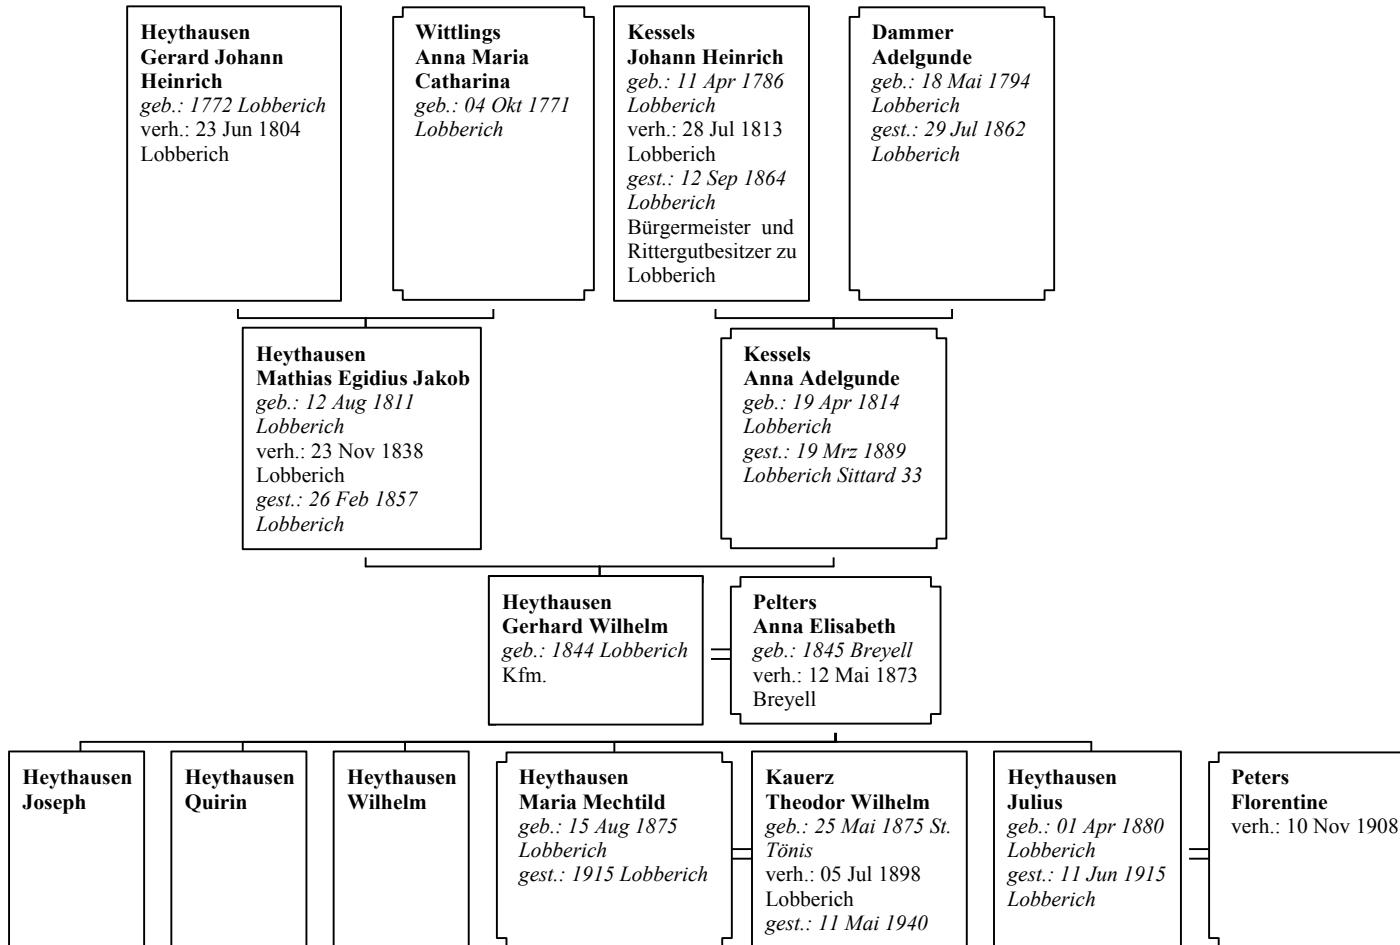 Heythausen
Gerard Johann
Heinrich
geb.: 1772 Lobberich
verh.: 23 Jun 1804
Lobberich
Wittlings
Anna Maria
Catharina
geb.: 04 Okt 1771
Lobberich
Kessels
Johann Heinrich
geb.: 11 Apr 1786
Lobberich
verh.: 28 Jul 1813
Lobberich
gest.: 12 Sep 1864
Lobberich
Bürgermeister und
Rittergutbesitzer zu
Lobberich
Dammer
Adelgunde
geb.: 18 Mai 1794
Lobberich
gest.: 29 Jul 1862
Lobberich
Heythausen
Mathias Egidius Jakob
geb.: 12 Aug 1811
Lobberich
verh.: 23 Nov 1838
Lobberich
gest.: 26 Feb 1857
Lobberich
Kessels
Anna Adelgunde
geb.: 19 Apr 1814
Lobberich
gest.: 19 Mrz 1889
Lobberich Sittard 33
Heythausen
Gerhard Wilhelm
geb.: 1844 Lobberich
Kfm.
Pelters
Anna Elisabeth
geb.: 1845 Breyell
verh.: 12 Mai 1873
Breyell
Heythausen
Joseph
Heythausen
Quirin
Heythausen
Wilhelm
Heythausen
Maria Mechtild
geb.: 15 Aug 1875
Lobberich
gest.: 1915 Lobberich
Kauerz
Theodor Wilhelm
geb.: 25 Mai 1875 St.
Tönis
verh.: 05 Jul 1898
Lobberich
gest.: 11 Mai 1940
Heythausen
Julius
geb.: 01 Apr 1880
Lobberich
gest.: 11 Jun 1915
Lobberich
Peters
Florentine
verh.: 10 Nov 1908